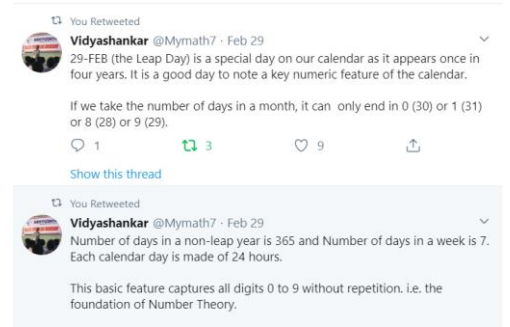 You Retweeted
Vidyashankar @Mymath7 · Feb 29
29-FEB (the Leap Day) is a special day on our calendar as it appears once in
four years. It is a good day to note a key numeric feature of the calendar.
If we take the number of days in a month, it can only end in 0 (30) or 1 (31)
or 8 (28) or 9 (29).
1 3 9
Show this thread
You Retweeted
Vidyashankar @Mymath7 · Feb 29
Number of days in a non-leap year is 365 and Number of days in a week is 7.
Each calendar day is made of 24 hours.
This basic feature captures all digits 0 to 9 without repetition. i.e. the
foundation of Number Theory.